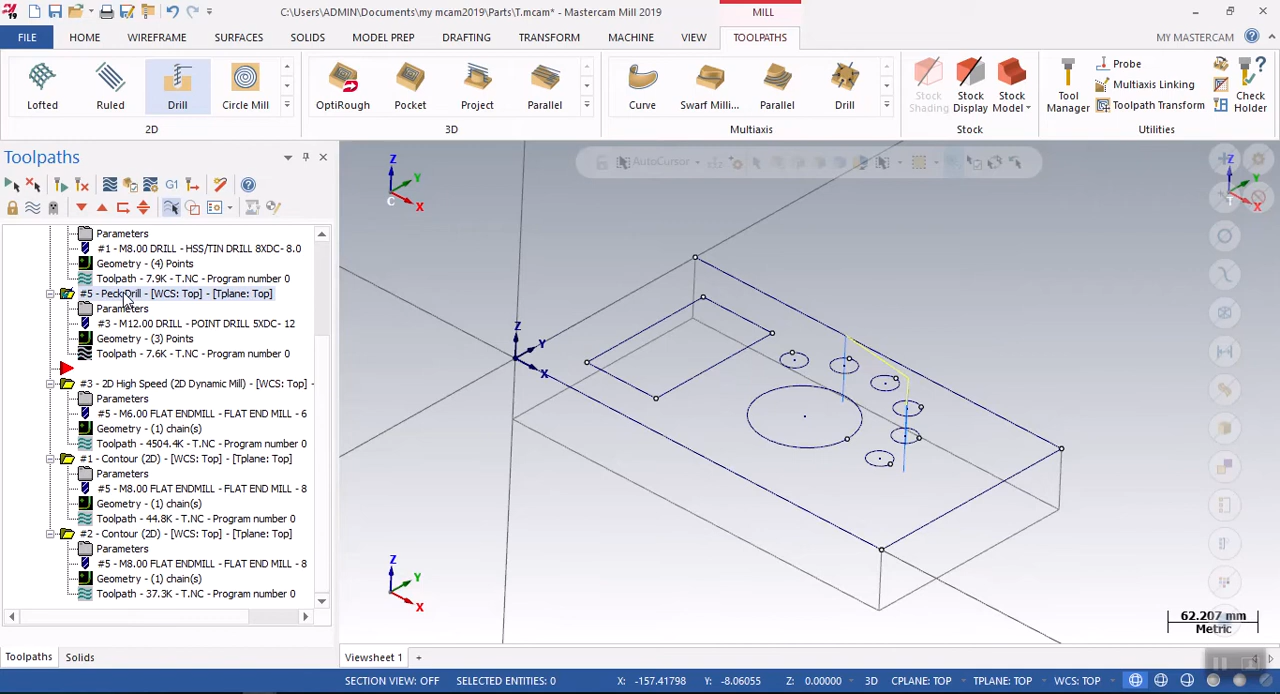 C:\Users\ADMIN\Documents\my mcam2019\Parts\T.mcam* - Mastercam Mill 2019
MILL
FILE HOME WIREFRAME SURFACES SOLIDS MODEL PREP DRAFTING TRANSFORM MACHINE VIEW TOOLPATHS MY MASTERCAM
Lofted Ruled Drill Circle Mill OptiRough Pocket Project Parallel Curve Swarf Milli... Parallel Drill Stock Shading Stock Display Stock Model Tool Manager Probe Multiaxis Linking Toolpath Transform Check Holder
2D 3D Multiaxis Stock Utilities
Toolpaths
G1
AutoCursor
Parameters
#1 - M8.00 DRILL - HSS/TIN DRILL 8XDC- 8.0
Geometry - (4) Points
Toolpath - 7.9K - T.NC - Program number 0
#5 - Peck Drill - [WCS: Top] - [Tplane: Top]
Parameters
#3 - M12.00 DRILL - POINT DRILL 5XDC- 12
Geometry - (3) Points
Toolpath - 7.6K - T.NC - Program number 0
#3 - 2D High Speed (2D Dynamic Mill) - [WCS: Top] -
Parameters
#5 - M6.00 FLAT ENDMILL - FLAT END MILL - 6
Geometry - (1) chain(s)
Toolpath - 4504.4K - T.NC - Program number 0
#1 - Contour (2D) - [WCS: Top] - [Tplane: Top]
Parameters
#5 - M8.00 FLAT ENDMILL - FLAT END MILL - 8
Geometry - (1) chain(s)
Toolpath - 44.8K - T.NC - Program number 0
#2 - Contour (2D) - [WCS: Top] - [Tplane: Top]
Parameters
#5 - M8.00 FLAT ENDMILL - FLAT END MILL - 8
Geometry - (1) chain(s)
Toolpath - 37.3K - T.NC - Program number 0
Toolpaths Solids
Z Y X C
Z Y X
Z Y X
Z Y X T
62.207 mm
Metric
Viewsheet 1 +
SECTION VIEW: OFF SELECTED ENTITIES: 0 X: -157.41798 Y: -8.06055 Z: 0.00000 3D CPLANE: TOP TPLANE: TOP WCS: TOP